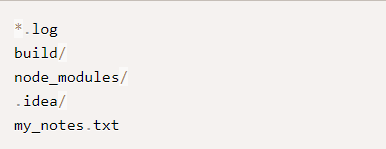 *.log
build/
node_modules/
.idea/
my_notes.txt